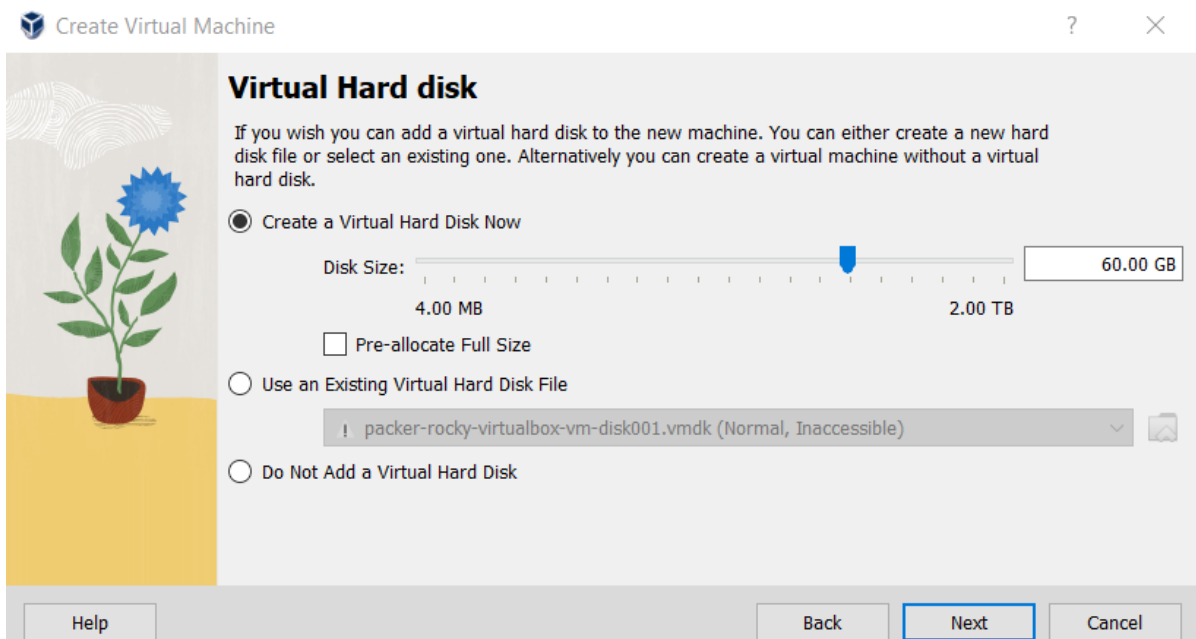 Create Virtual Machine
?
Virtual Hard disk
If you wish you can add a virtual hard disk to the new machine. You can either create a new hard
disk file or select an existing one. Alternatively you can create a virtual machine without a virtual
hard disk.
Create a Virtual Hard Disk Now
Disk Size:
60.00 GB
4.00 MB
2.00 TB
Pre-allocate Full Size
Use an Existing Virtual Hard Disk File
packer-rocky-virtualbox-vm-disk001.vmdk (Normal, Inaccessible)
Do Not Add a Virtual Hard Disk
Help
Back
Next
Cancel